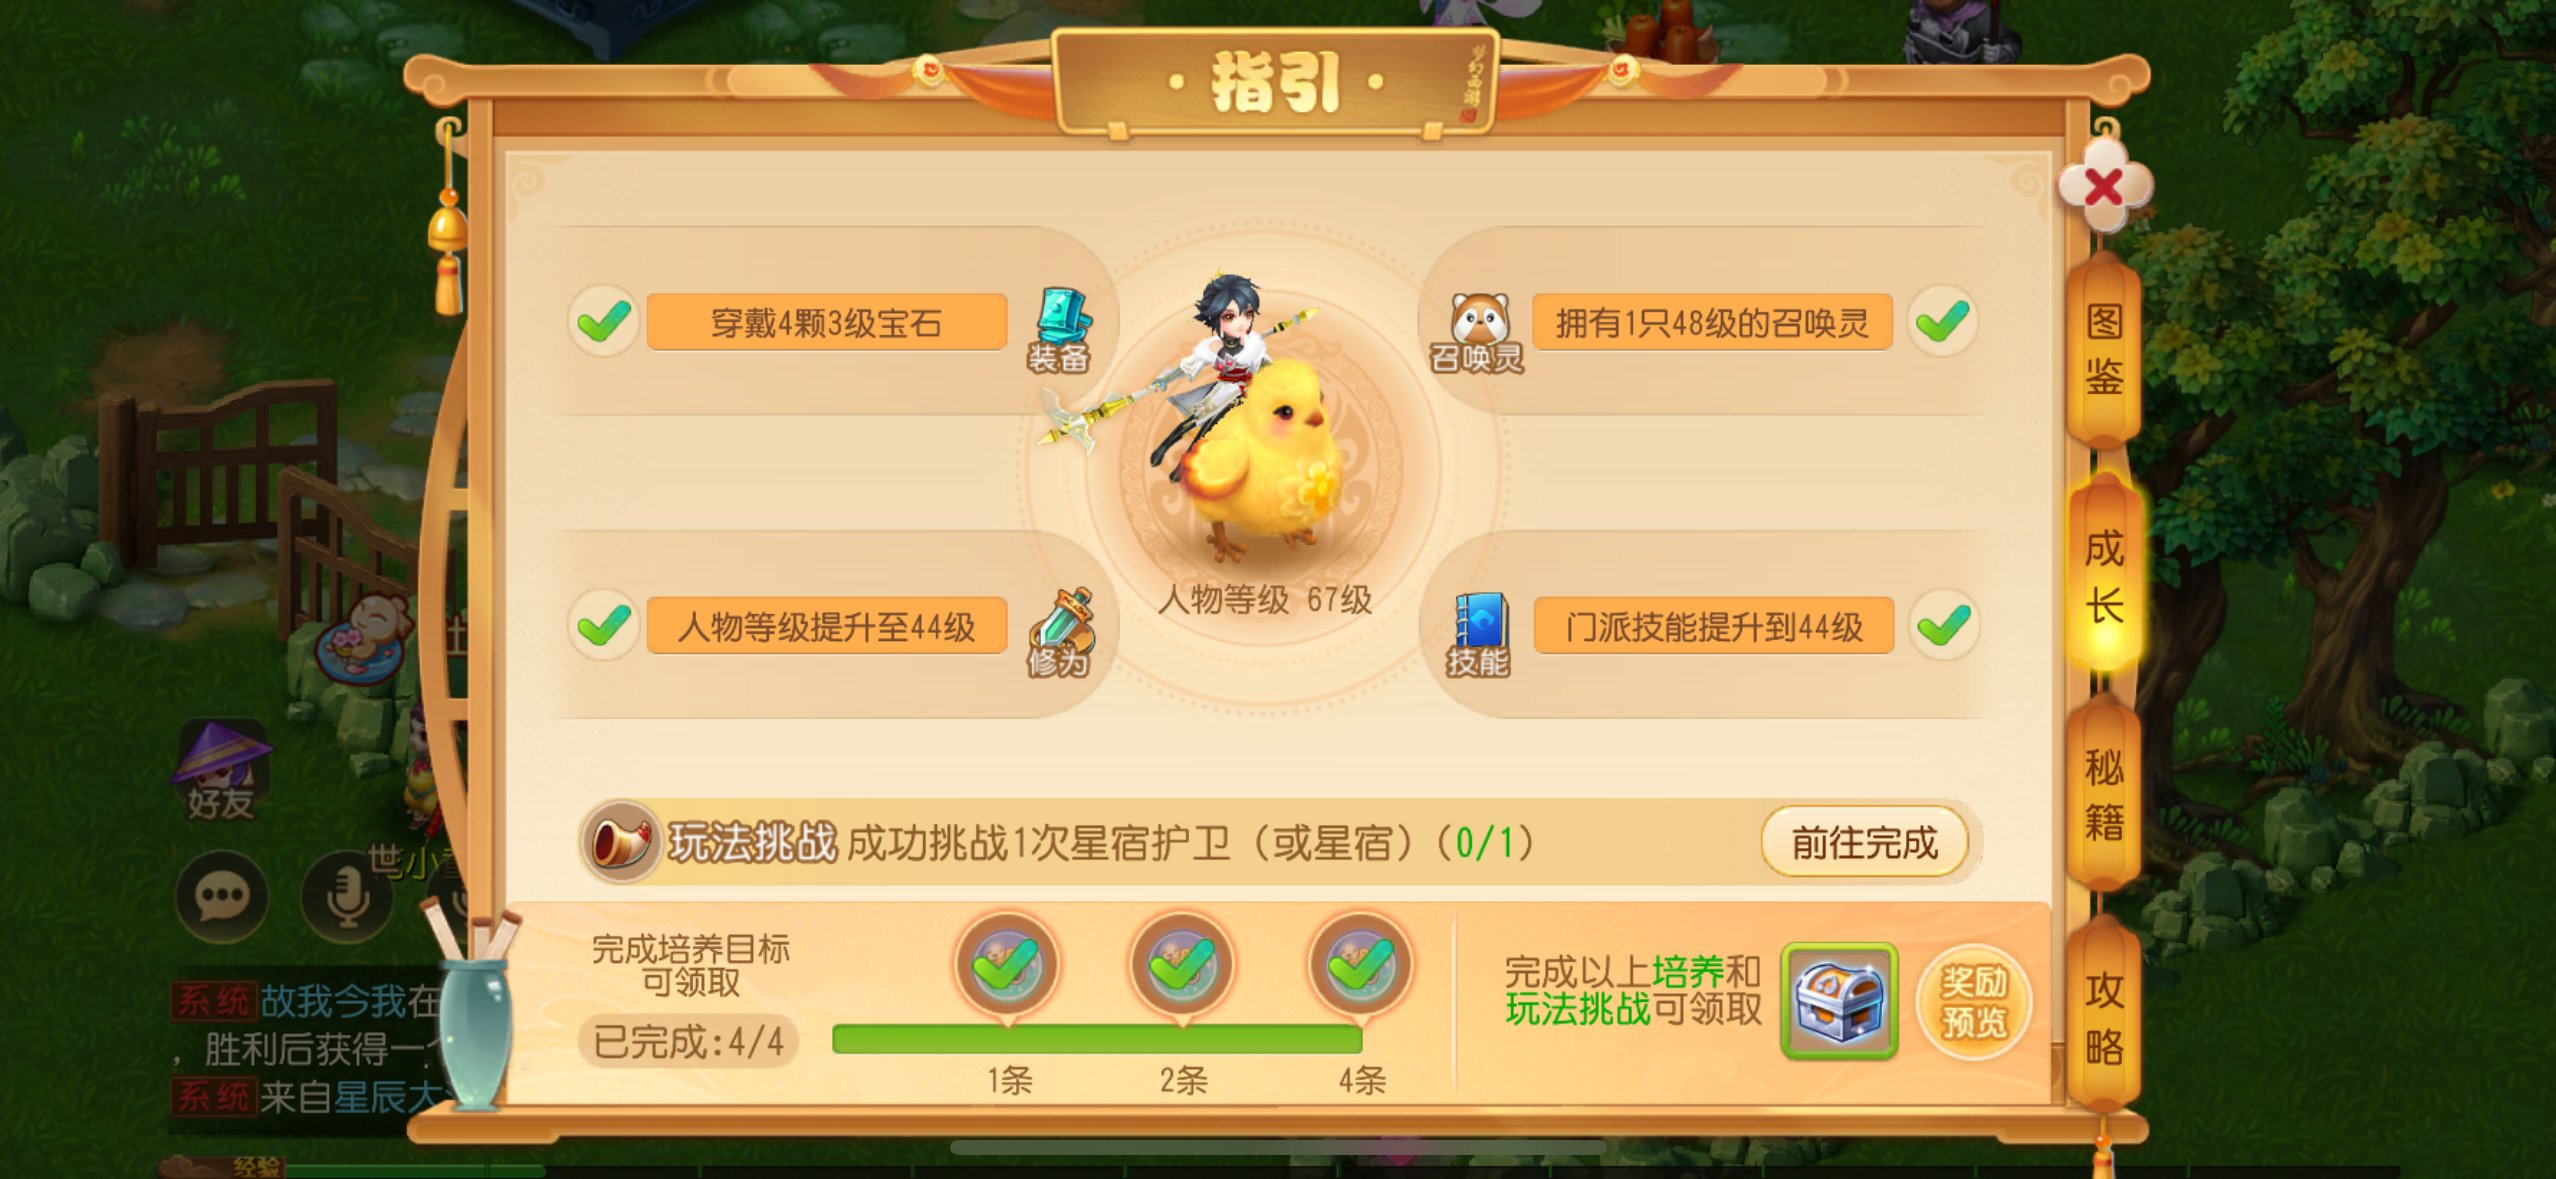 指引
梦幻西游
穿戴4颗3级宝石
装备
召唤灵
拥有1只48级的召唤灵
图鉴
人物等级提升至44级
修为
人物等级 67级
技能
门派技能提升到44级
成长
玩法挑战 成功挑战1次星宿护卫（或星宿）（0/1）
前往完成
秘籍
完成培养目标
可领取
已完成:4/4
1条
2条
4条
完成以上培养和
玩法挑战可领取
奖励
预览
攻略
好友
世
小
系统 故我今我在
，胜利后获得一个
系统 来自星辰大
经验